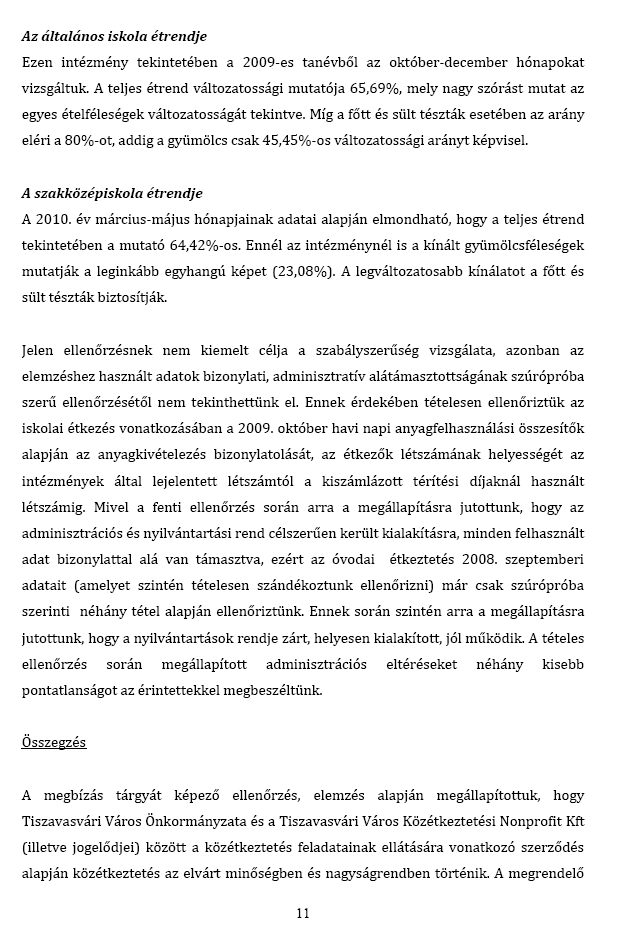 Az általános iskola étrendje
Ezen intézmény tekintetében a 2009-es tanévből az október-december hónapokat
vizsgáltuk. A teljes étrend változatossági mutatója 65,69%, mely nagy szórást mutat az
egyes ételféleségek változatosságát tekintve. Míg a főtt és sült tészták esetében az arány
eléri a 80%-ot, addig a gyümölcs csak 45,45%-os változatossági arányt képvisel.
A szakközépiskola étrendje
A 2010. év március-május hónapjainak adatai alapján elmondható, hogy a teljes étrend
tekintetében a mutató 64,42%-os. Ennél az intézménynél is a kínált gyümölcsféleségek
mutatják a leginkább egyhangú képet (23,08%). A legváltozatosabb kínálatot a főtt és
sült tészták biztosítják.
Jelen ellenőrzésnek nem kiemelt célja a szabályszerűség vizsgálata, azonban az
elemzéshez használt adatok bizonylati, adminisztratív alátámasztottságának szúrópróba
szerű ellenőrzésétől nem tekinthettünk el. Ennek érdekében tételesen ellenőriztük az
iskolai étkezés vonatkozásában a 2009. október havi napi anyagfelhasználási összesítők
alapján az anyagkivételezés bizonylatolását, az étkezők létszámának helyességét az
intézmények által lejelentett létszámtól a kiszámlázott térítési díjaknál használt
létszámig. Mivel a fenti ellenőrzés során arra a megállapításra jutottunk, hogy az
adminisztrációs és nyilvántartási rend célszerűen került kialakításra, minden felhasznált
adat bizonylattal alá van támasztva, ezért az óvodai étkeztetés 2008. szeptemberi
adatait (amelyet szintén tételesen szándékoztunk ellenőrizni) már csak szúrópróba
szerinti néhány tétel alapján ellenőriztünk. Ennek során szintén arra a megállapításra
jutottunk, hogy a nyilvántartások rendje zárt, helyesen kialakított, jól működik. A tételes
ellenőrzés során megállapított adminisztrációs eltéréseket néhány kisebb
pontatlanságot az érintettekkel megbeszéltünk.
Összegzés
A megbízás tárgyát képező ellenőrzés, elemzés alapján megállapítottuk, hogy
Tiszavasvári Város Önkormányzata és a Tiszavasvári Város Közétkeztetési Nonprofit Kft
(illetve jogelődjei) között a közétkeztetés feladatainak ellátására vonatkozó szerződés
alapján közétkeztetés az elvárt minőségben és nagyságrendben történik. A megrendelő
11